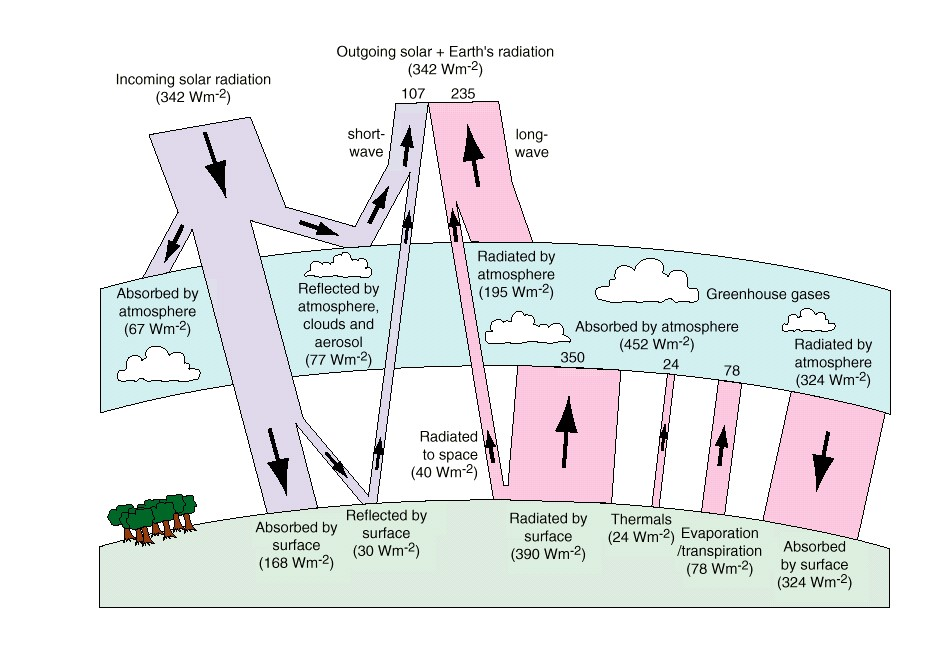 Outgoing solar + Earth's radiation
(342 Wm-2)
Incoming solar radiation
(342 Wm-2)
107
235
short-
wave
long-
wave
Absorbed by
atmosphere
(67 Wm-2)
Reflected by
atmosphere,
clouds and
aerosol
(77 Wm-2)
Radiated by
atmosphere
(195 Wm-2)
Greenhouse gases
Absorbed by atmosphere
(452 Wm-2)
350
24
78
Radiated by
atmosphere
(324 Wm-2)
Radiated
to space
(40 Wm-2)
Absorbed by
surface
(168 Wm-2)
Reflected by
surface
(30 Wm-2)
Radiated by
surface
(390 Wm-2)
Thermals
(24 Wm-2)
Evaporation
/transpiration
(78 Wm-2)
Absorbed
by surface
(324 Wm-2)